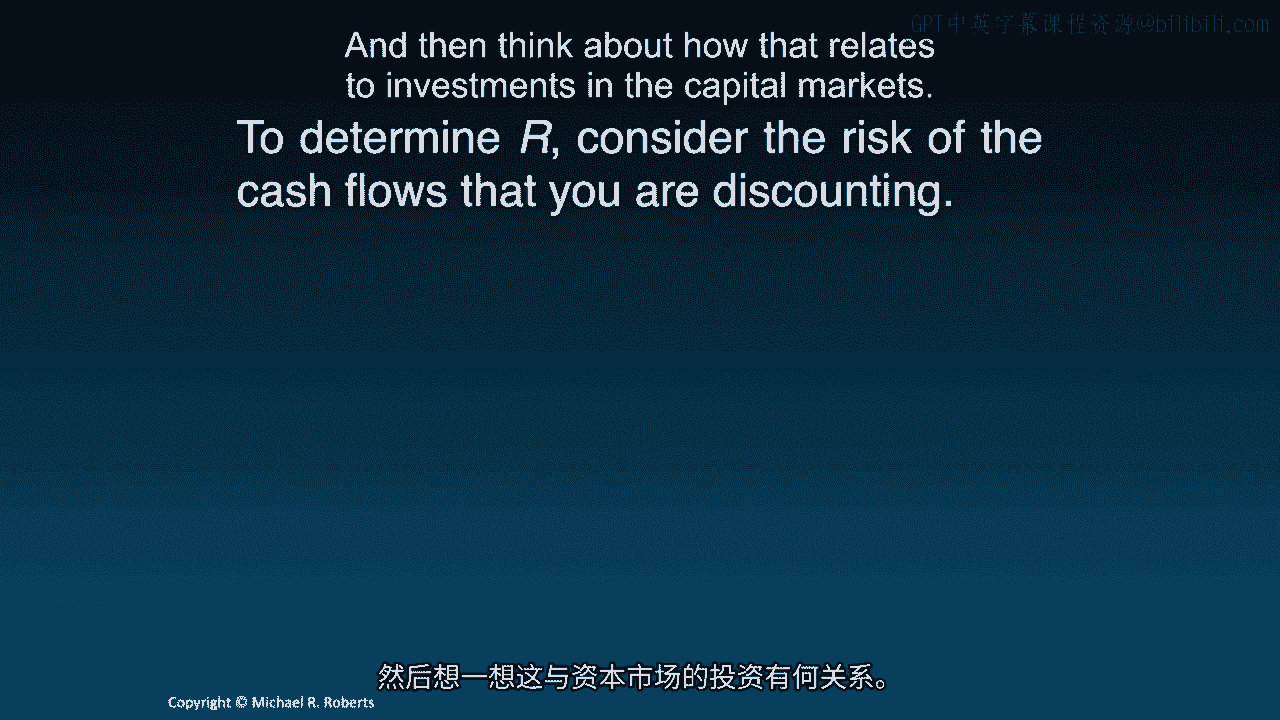 GPT中英字幕课程资源@bilibili.com
And then think about how that relates
to investments in the capital markets.
To determine R, consider the risk of the
cash flows that you are discounting.
然后想一想这与资本市场的投资有何关系。
Copyright © Michael R. Roberts